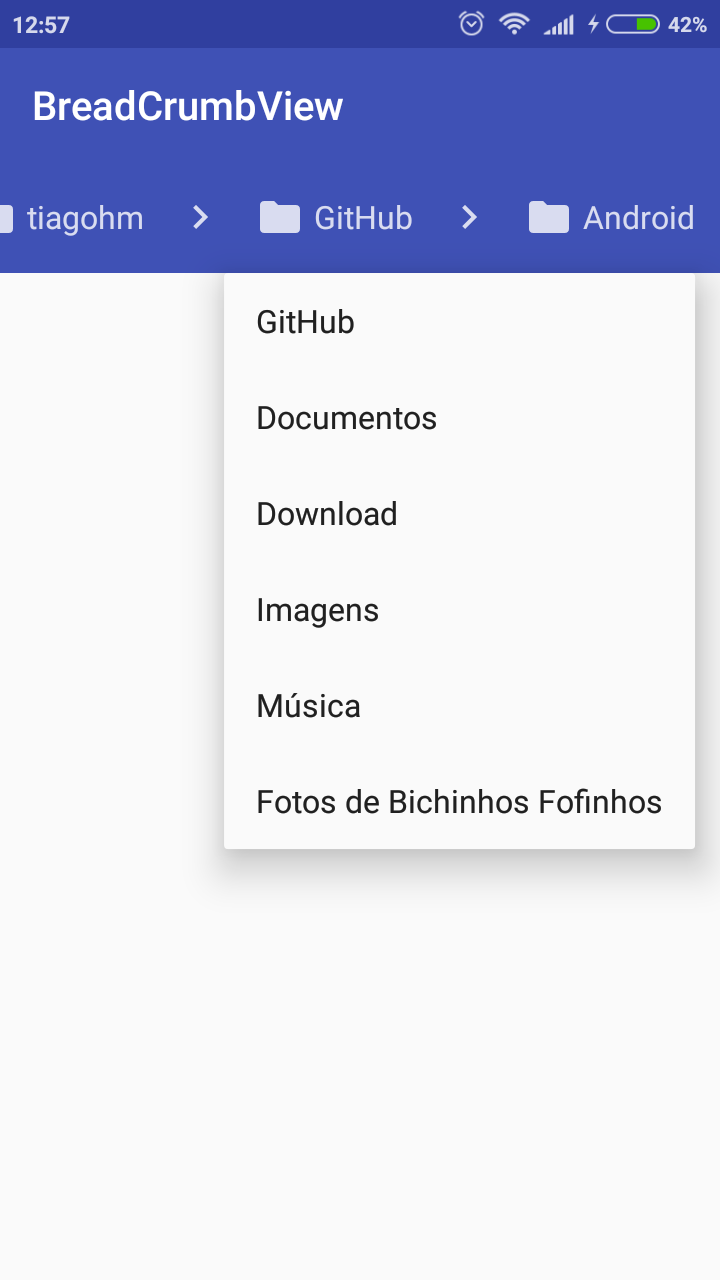 12:57 42%
BreadCrumbView
tiagohm GitHub Android
GitHub
Documentos
Download
Imagens
Música
Fotos de Bichinhos Fofinhos